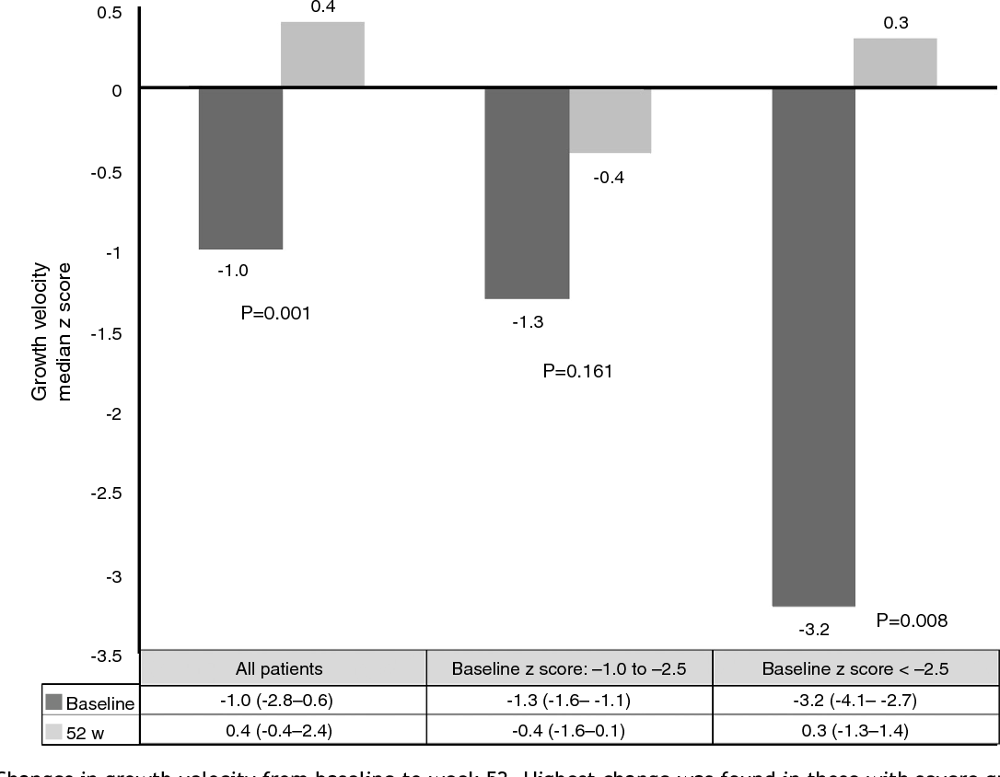 0.5
0.4
0.3
0
-0.5
-0.4
-1
-1.0
P=0.001
-1.3
-1.5
Growth velocity
median z score
P=0.161
-2
-2.5
-3
-3.2
P=0.008
-3.5
All patients Baseline z score: –1.0 to –2.5 Baseline z score < –2.5
Baseline -1.0 (-2.8–0.6) -1.3 (-1.6– -1.1) -3.2 (-4.1– -2.7)
52 w 0.4 (-0.4–2.4) -0.4 (-1.6–0.1) 0.3 (-1.3–1.4)
Changes in growth velocity from baseline to week 52. Highest change was found in those with severe